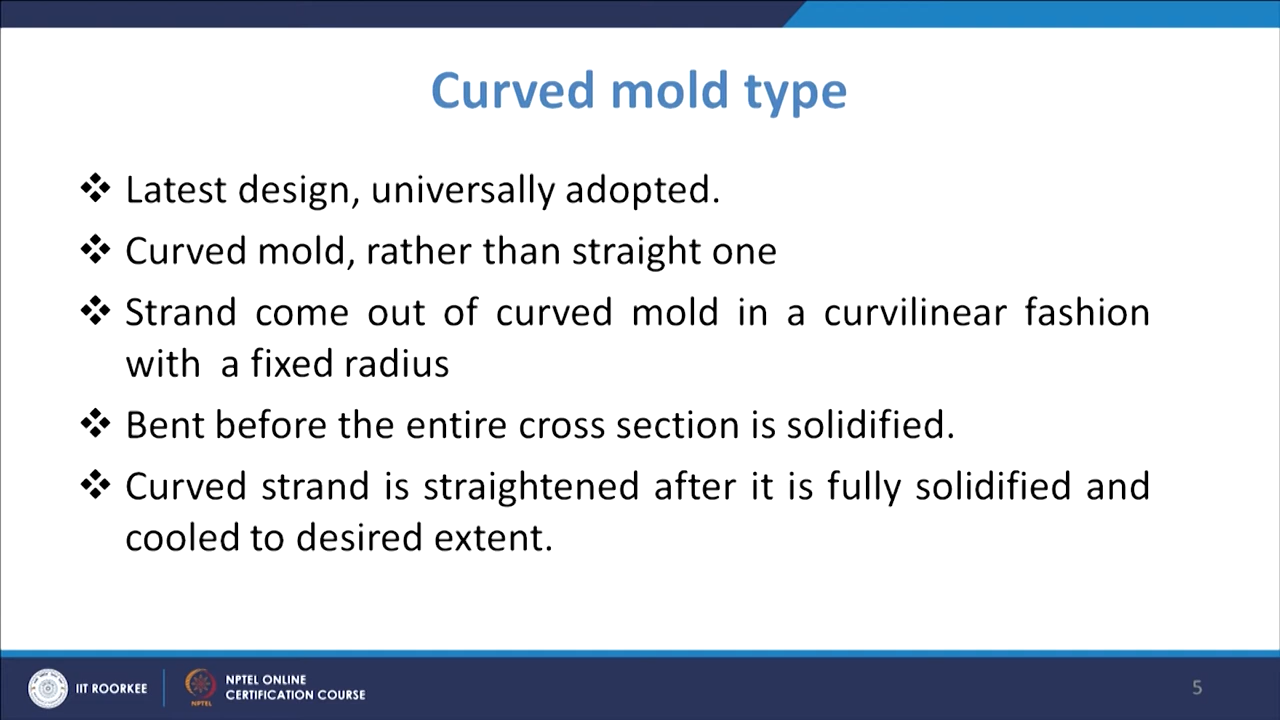 Curved mold type
❖ Latest design, universally adopted.
❖ Curved mold, rather than straight one
❖ Strand come out of curved mold in a curvilinear fashion
with a fixed radius
❖ Bent before the entire cross section is solidified.
❖ Curved strand is straightened after it is fully solidified and
cooled to desired extent.
IIT ROORKEE
NPTEL
NPTEL ONLINE
CERTIFICATION COURSE
5